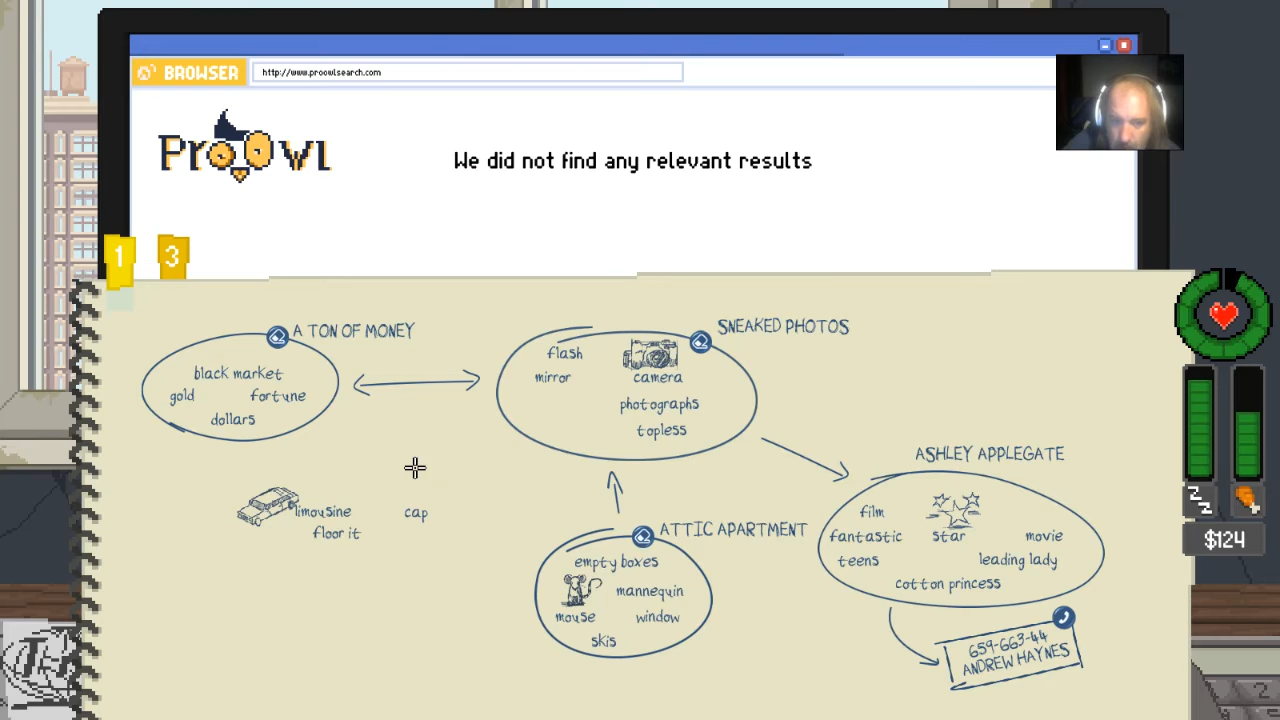 BROWSER
http://www.proowlsearch.com
PrOOwl
We did not find any relevant results
1 3
A TON OF MONEY
black market
gold fortune
dollars
SNEAKED PHOTOS
flash
mirror camera
photographs
topless
limousine cap
floor it
ATTIC APARTMENT
empty boxes
mannequin
mouse window
skis
ASHLEY APPLEGATE
film
fantastic star movie
teens leading lady
cotton princess
659-663-44
ANDREW HAYNES
zzz
$124
2